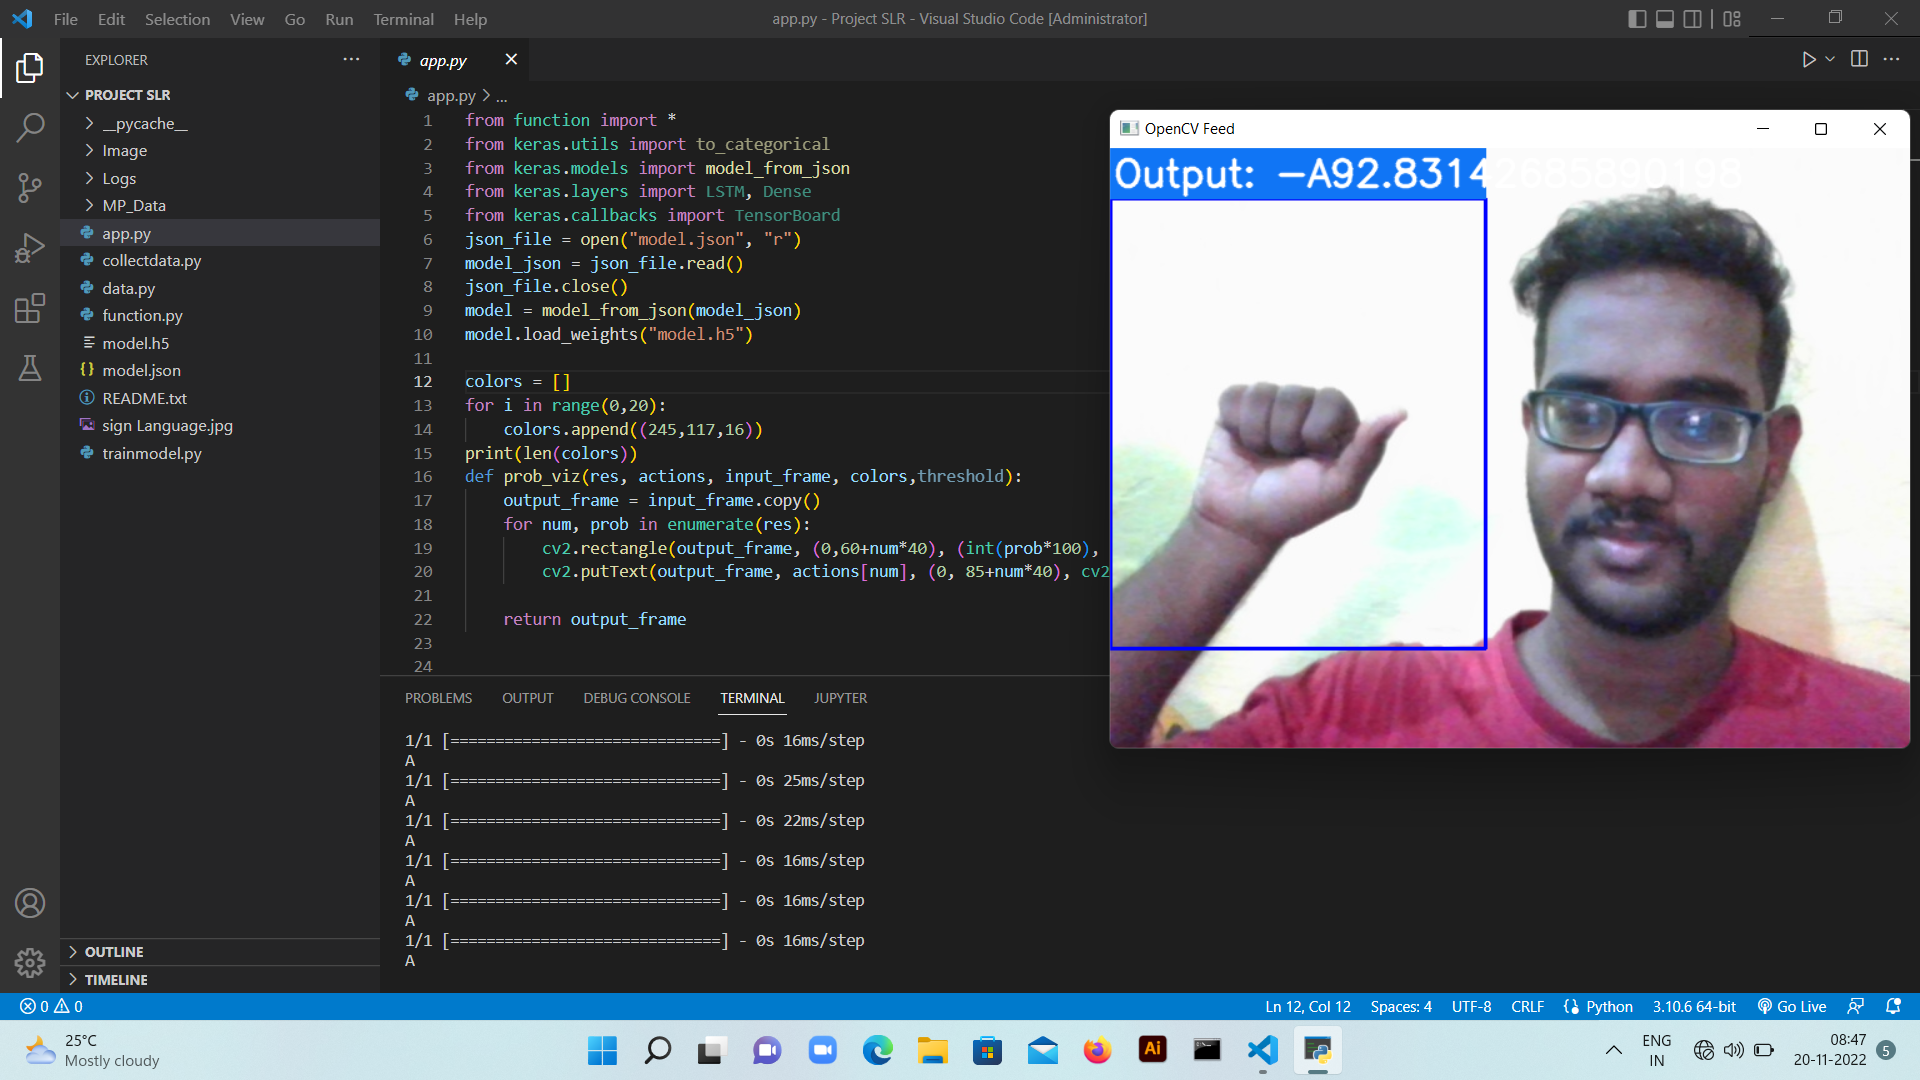 File Edit Selection View Go Run Terminal Help
app.py - Project SLR - Visual Studio Code [Administrator]
EXPLORER
PROJECT SLR
__pycache__
Image
Logs
MP_Data
app.py
collectdata.py
data.py
function.py
model.h5
model.json
README.txt
sign Language.jpg
trainmodel.py
OUTLINE
TIMELINE
app.py
app.py > ...
1 from function import *
2 from keras.utils import to_categorical
3 from keras.models import model_from_json
4 from keras.layers import LSTM, Dense
5 from keras.callbacks import TensorBoard
6 json_file = open("model.json", "r")
7 model_json = json_file.read()
8 json_file.close()
9 model = model_from_json(model_json)
10 model.load_weights("model.h5")
11
12 colors = []
13 for i in range(0,20):
14 colors.append((245,117,16))
15 print(len(colors))
16 def prob_viz(res, actions, input_frame, colors,threshold):
17 output_frame = input_frame.copy()
18 for num, prob in enumerate(res):
19 cv2.rectangle(output_frame, (0,60+num*40), (int(prob*100),
20 cv2.putText(output_frame, actions[num], (0, 85+num*40), cv2
21
22 return output_frame
23
24
OpenCV Feed
Output: -A92.83142685890198
PROBLEMS OUTPUT DEBUG CONSOLE TERMINAL JUPYTER
1/1 [==============================] - 0s 16ms/step
A
1/1 [==============================] - 0s 25ms/step
A
1/1 [==============================] - 0s 22ms/step
A
1/1 [==============================] - 0s 16ms/step
A
1/1 [==============================] - 0s 16ms/step
A
1/1 [==============================] - 0s 16ms/step
A
0 0
Ln 12, Col 12 Spaces: 4 UTF-8 CRLF Python 3.10.6 64-bit Go Live
25°C
Mostly cloudy
Ai
ENG
IN
08:47
20-11-2022
5